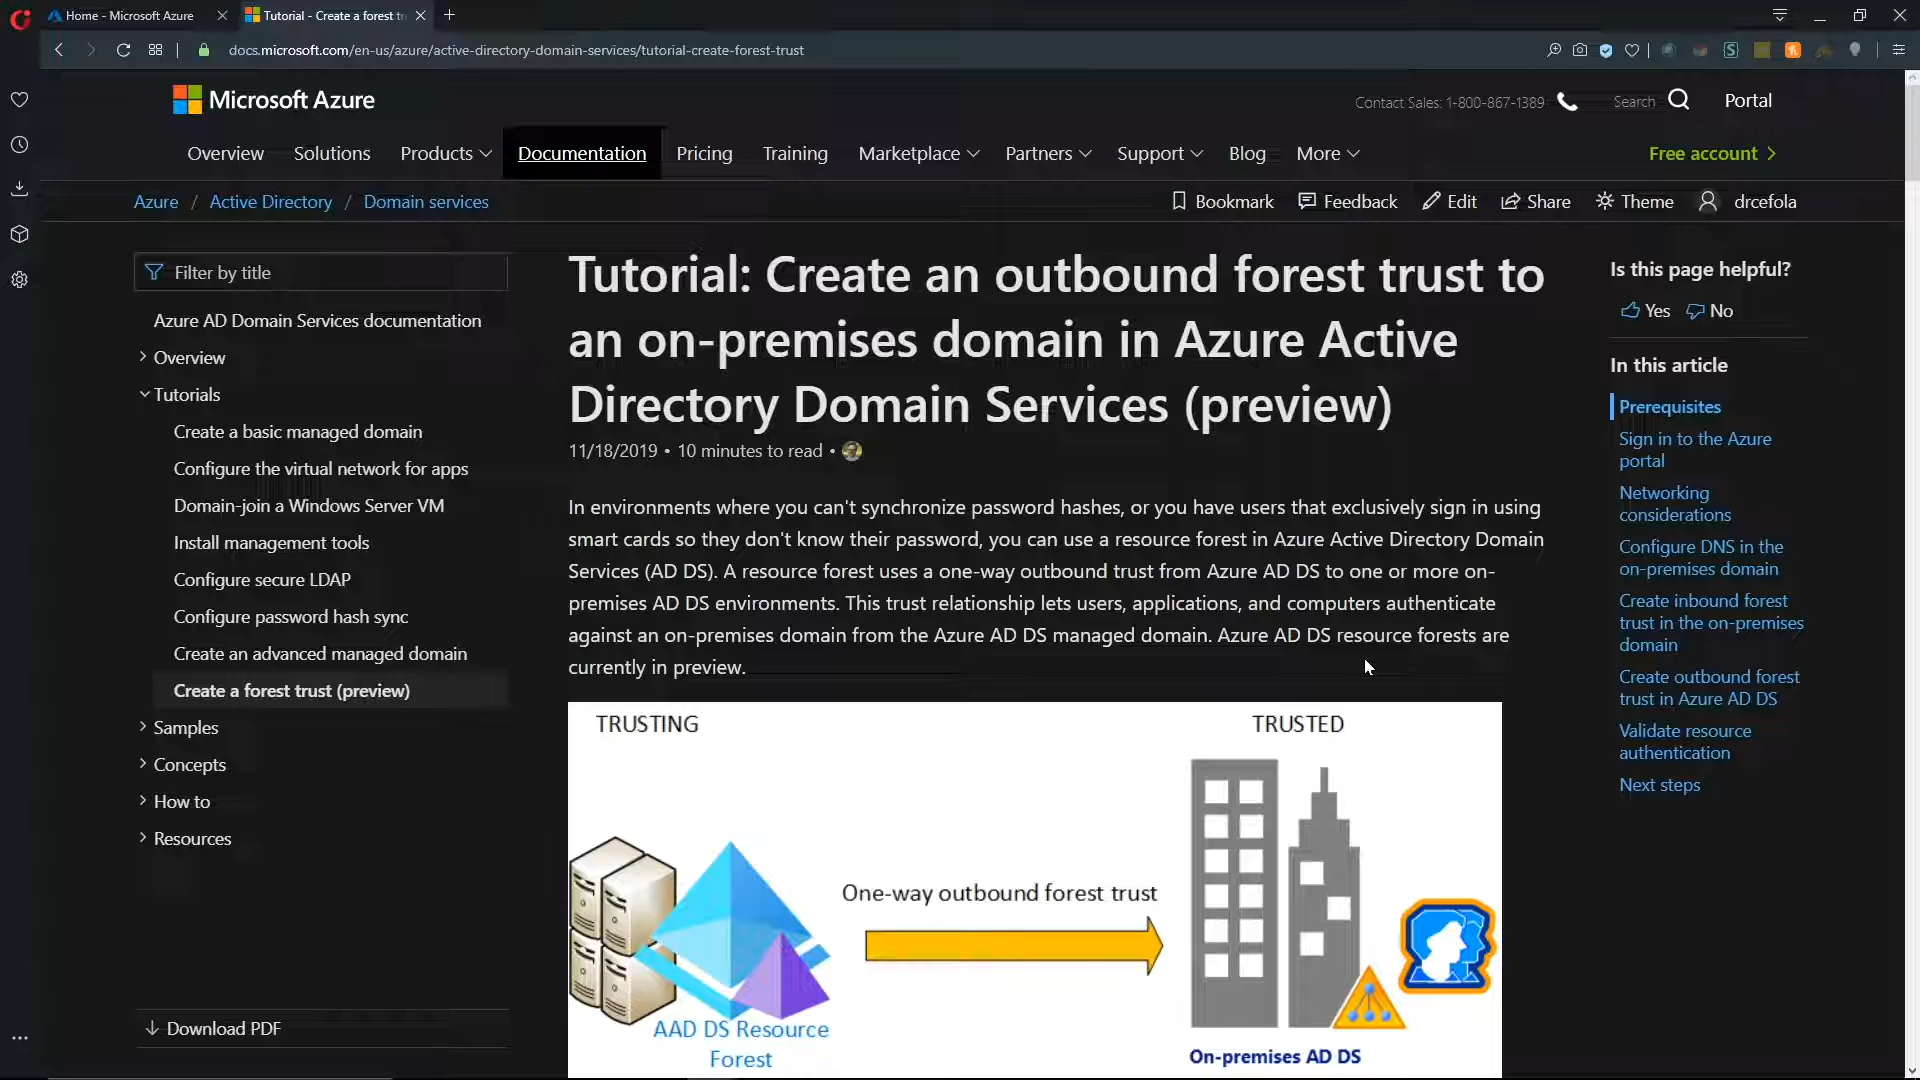 Home - Microsoft Azure
Tutorial - Create a forest tr
docs.microsoft.com/en-us/azure/active-directory-domain-services/tutorial-create-forest-trust
Microsoft Azure
Contact Sales: 1-800-867-1389
Search
Portal
Overview
Solutions
Products
Documentation
Pricing
Training
Marketplace
Partners
Support
Blog
More
Free account
Azure / Active Directory / Domain services
Bookmark
Feedback
Edit
Share
Theme
drcefola
Filter by title
Azure AD Domain Services documentation
Overview
Tutorials
Create a basic managed domain
Configure the virtual network for apps
Domain-join a Windows Server VM
Install management tools
Configure secure LDAP
Configure password hash sync
Create an advanced managed domain
Create a forest trust (preview)
Samples
Concepts
How to
Resources
Download PDF
Tutorial: Create an outbound forest trust to
an on-premises domain in Azure Active
Directory Domain Services (preview)
11/18/2019 • 10 minutes to read •
In environments where you can't synchronize password hashes, or you have users that exclusively sign in using
smart cards so they don't know their password, you can use a resource forest in Azure Active Directory Domain
Services (AD DS). A resource forest uses a one-way outbound trust from Azure AD DS to one or more on-
premises AD DS environments. This trust relationship lets users, applications, and computers authenticate
against an on-premises domain from the Azure AD DS managed domain. Azure AD DS resource forests are
currently in preview.
TRUSTING
TRUSTED
One-way outbound forest trust
AAD DS Resource
Forest
On-premises AD DS
Is this page helpful?
Yes
No
In this article
Prerequisites
Sign in to the Azure
portal
Networking
considerations
Configure DNS in the
on-premises domain
Create inbound forest
trust in the on-premises
domain
Create outbound forest
trust in Azure AD DS
Validate resource
authentication
Next steps